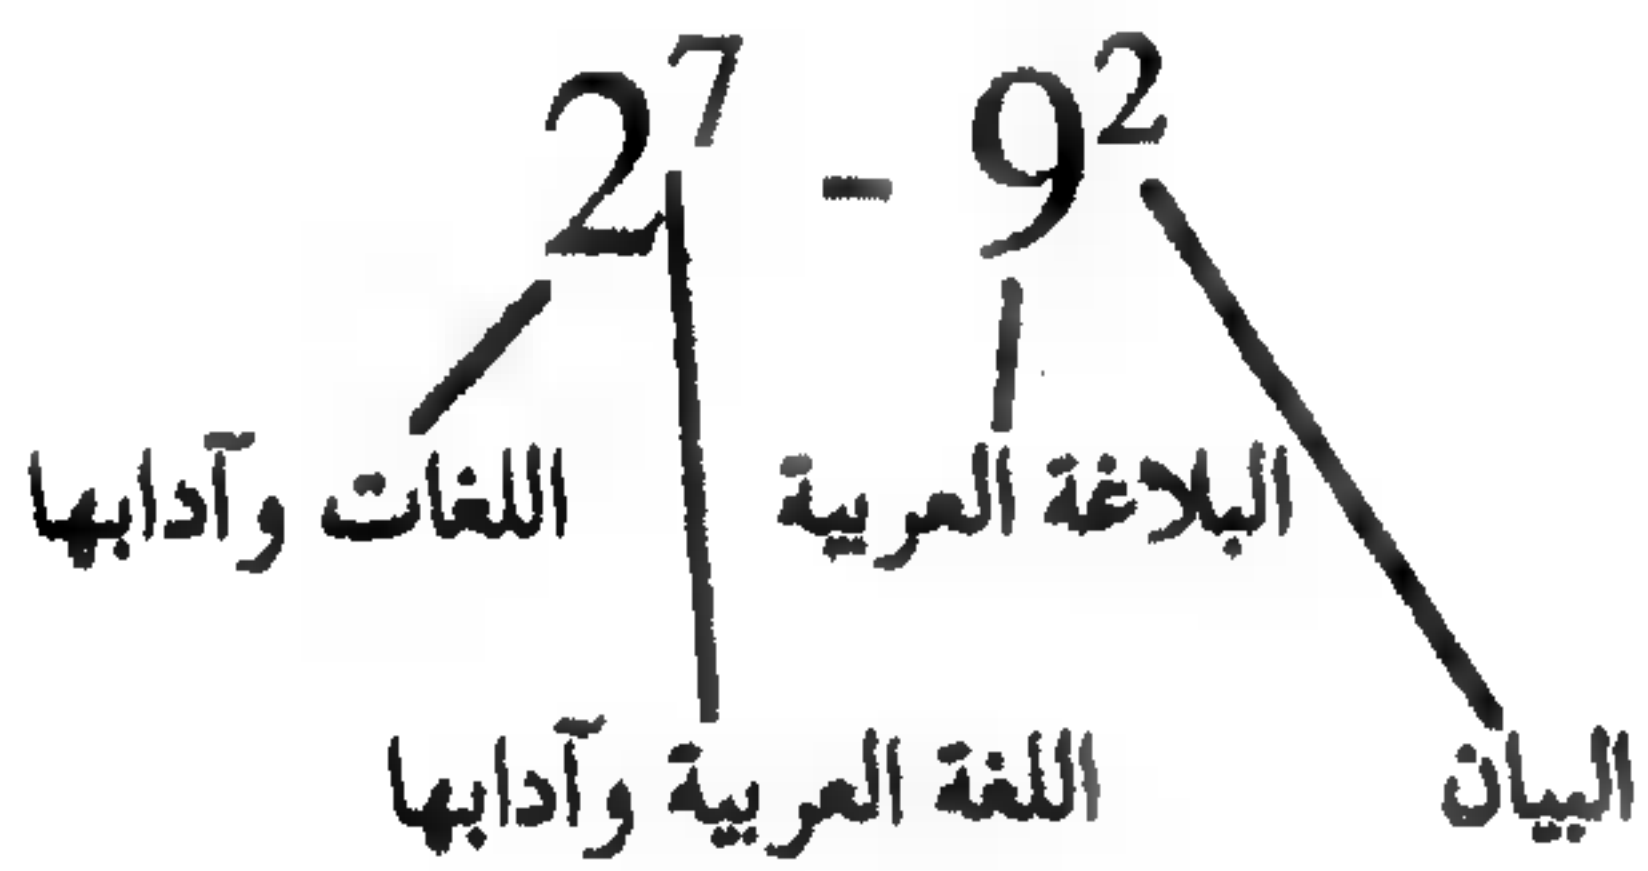 2⁷ - 9²
البلاغة العربية
اللغات وآدابها
البيان
اللغة العربية وآدابها